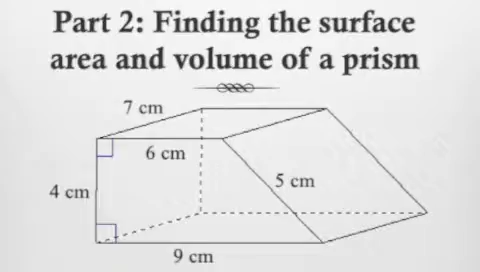 Part 2: Finding the surface
area and volume of a prism
7 cm
6 cm
5 cm
4 cm
9 cm